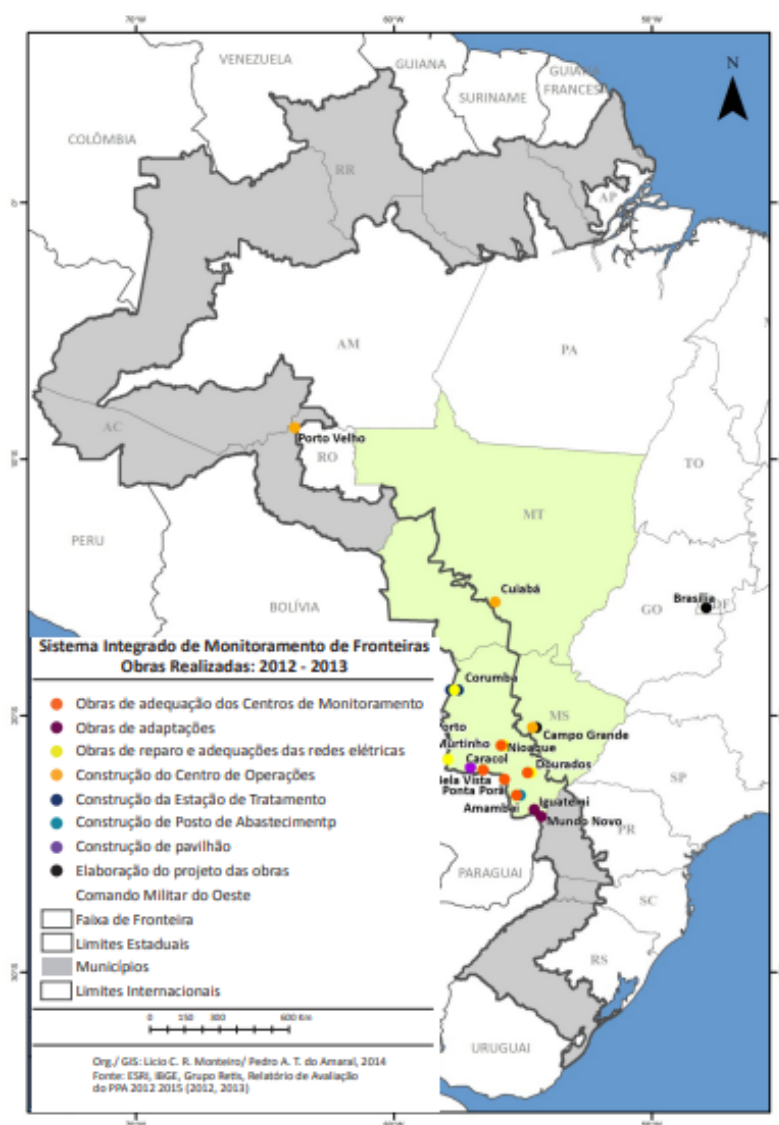 70°W 60°W 50°W
N
VENEZUELA
GUIANA
GUIANA
FRANCESA
SURINAME
COLÔMBIA
RR
AP
0°
AM
PA
AC
Porto Velho
RO
TO
10°S
MT
PERU
BOLÍVIA
Cuiabá
Brasília
DF
GO
Sistema Integrado de Monitoramento de Fronteiras
Obras Realizadas: 2012 - 2013
Obras de adequação dos Centros de Monitoramento
Obras de adaptações
Obras de reparo e adequações das redes elétricas
Construção do Centro de Operações
Construção da Estação de Tratamento
Construção de Posto de Abastecimentp
Construção de pavilhão
Elaboração do projeto das obras
Comando Militar do Oeste
Faixa de Fronteira
Limites Estaduais
Municípios
Limites Internacionais
0 150 300 600 Km
Org./ GIS: Licio C. R. Monteiro/ Pedro A. T. do Amaral, 2014
Fonte: ESRI, IBGE, Grupo Retis, Relatório de Avaliação
do PPA 2012 2015 (2012, 2013)
Corumbá
MS
20°S
Campo Grande
orto
Murtinho
Nioaque
Caracol
Dourados
Bela Vista
Ponta Porã
SP
Amambai
Iguatemi
Mundo Novo
PR
PARAGUAI
SC
RS
30°S
URUGUAI